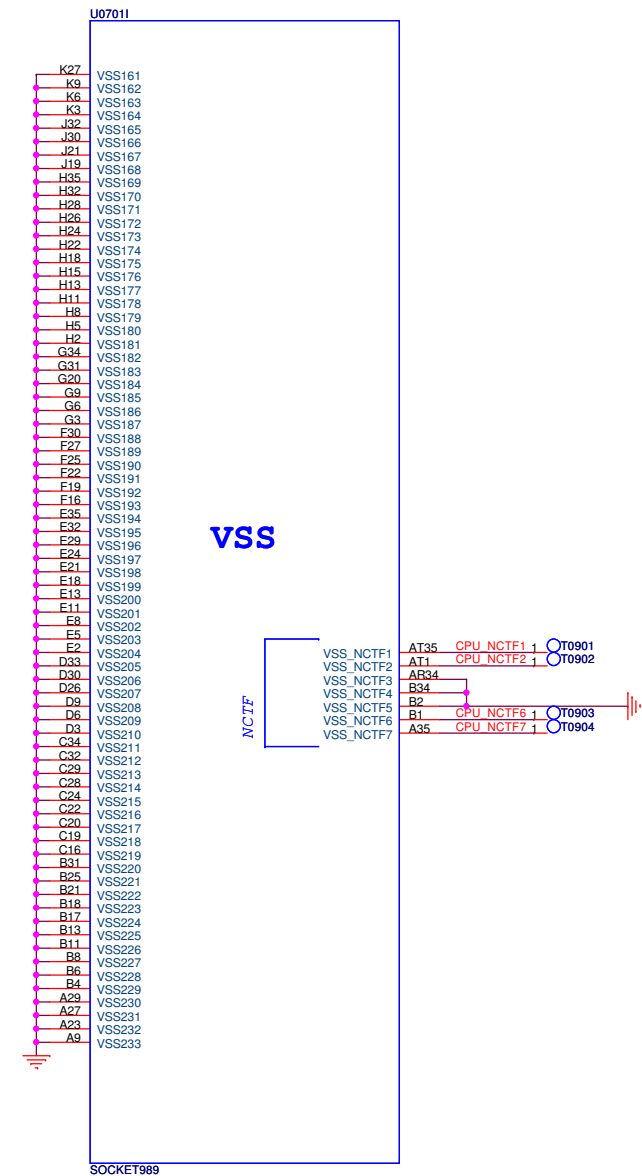 U0701I
K27 VSS161
K9 VSS162
K6 VSS163
K3 VSS164
J32 VSS165
J30 VSS166
J21 VSS167
J19 VSS168
H35 VSS169
H32 VSS170
H28 VSS171
H26 VSS172
H24 VSS173
H22 VSS174
H18 VSS175
H15 VSS176
H13 VSS177
H11 VSS178
H8 VSS179
H5 VSS180
H2 VSS181
G34 VSS182
G31 VSS183
G20 VSS184
G9 VSS185
G6 VSS186
G3 VSS187
F30 VSS188
F27 VSS189
F25 VSS190
F22 VSS191
F19 VSS192
F16 VSS193
E35 VSS194
E32 VSS195
E29 VSS196
E24 VSS197
E21 VSS198
E18 VSS199
E13 VSS200
E11 VSS201
E8 VSS202
E5 VSS203
E2 VSS204
D33 VSS205
D30 VSS206
D26 VSS207
D9 VSS208
D6 VSS209
D3 VSS210
C34 VSS211
C32 VSS212
C29 VSS213
C28 VSS214
C24 VSS215
C22 VSS216
C20 VSS217
C19 VSS218
C16 VSS219
B31 VSS220
B25 VSS221
B21 VSS222
B18 VSS223
B17 VSS224
B13 VSS225
B11 VSS226
B8 VSS227
B6 VSS228
B4 VSS229
A29 VSS230
A27 VSS231
A23 VSS232
A9 VSS233
VSS
NCTF
VSS_NCTF1 AT35 CPU_NCTF1 1 T0901
VSS_NCTF2 AT1 CPU_NCTF2 1 T0902
VSS_NCTF3 AR34
VSS_NCTF4 B34
VSS_NCTF5 B2
VSS_NCTF6 B1 CPU_NCTF6 1 T0903
VSS_NCTF7 A35 CPU_NCTF7 1 T0904
SOCKET989